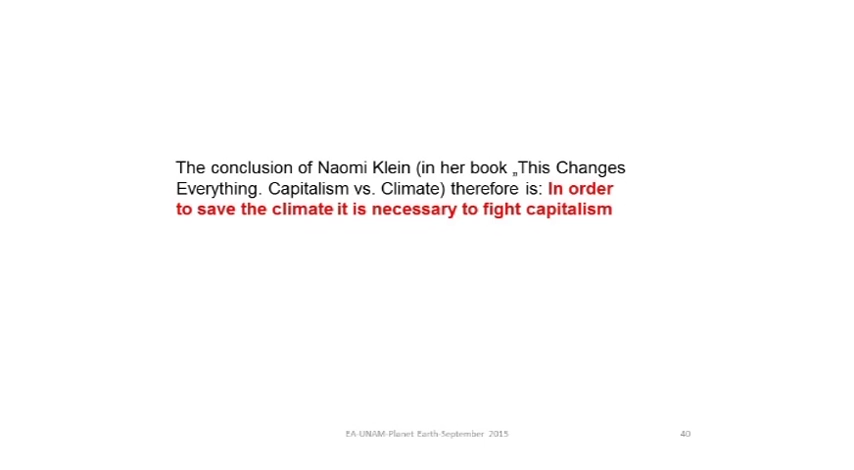 The conclusion of Naomi Klein (in her book „This Changes
Everything. Capitalism vs. Climate) therefore is: In order
to save the climate it is necessary to fight capitalism
EA-UNAM-Planet Earth-September 2015
40